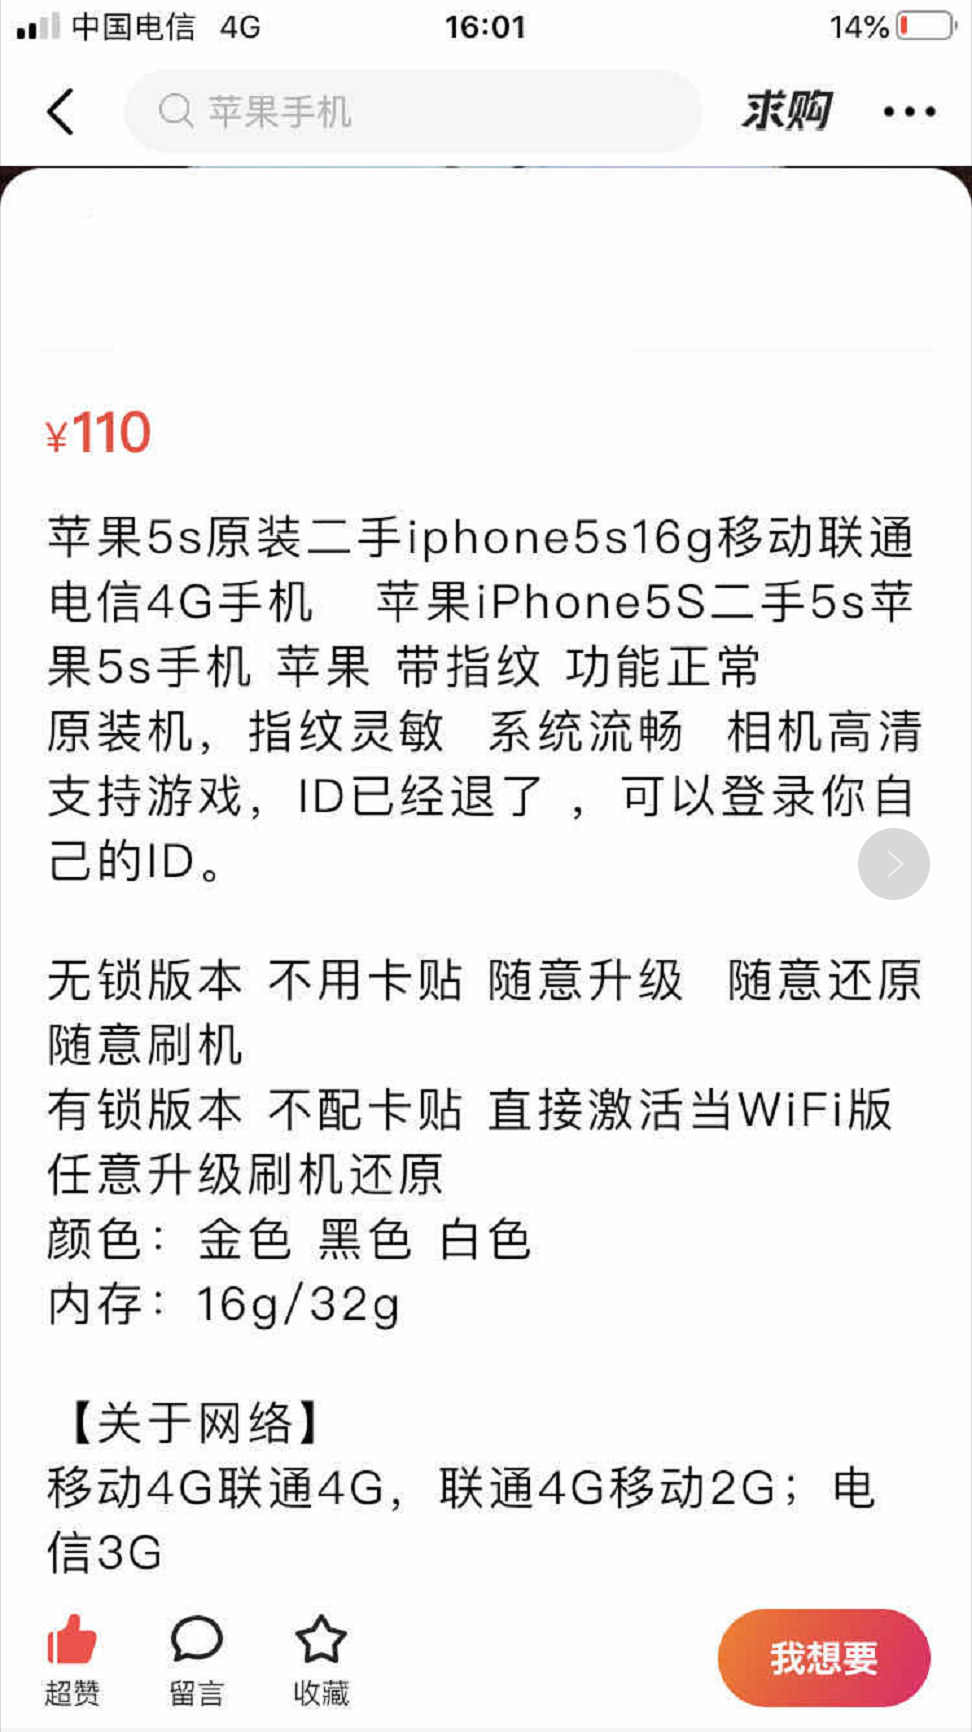 中国电信 4G 16:01 14%
苹果手机 求购
¥110
苹果5s原装二手iphone5s16g移动联通
电信4G手机 苹果iPhone5S二手5s苹
果5s手机 苹果 带指纹 功能正常
原装机，指纹灵敏 系统流畅 相机高清
支持游戏，ID已经退了 ，可以登录你自
己的ID。
无锁版本 不用卡贴 随意升级 随意还原
随意刷机
有锁版本 不配卡贴 直接激活当WiFi版
任意升级刷机还原
颜色：金色 黑色 白色
内存：16g/32g
【关于网络】
移动4G联通4G，联通4G移动2G；电
信3G
超赞 留言 收藏 我想要